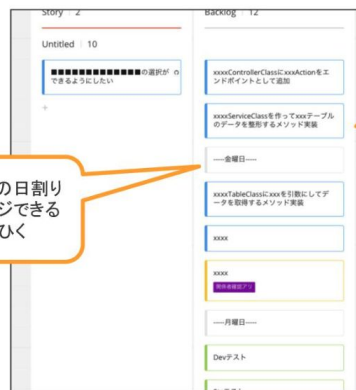 Story 2
Backlog 12
Untitled 10
■■■■■■■■■■■■■の選択が
できるようにしたい
+
xxxxControllerClassにxxxActionをエ
ンドポイントとして追加
xxxxServiceClassを作ってxxxテーブル
のデータを整形するメソッド実装
----金曜日----
の日割り
ジできる
ひく
xxxxTableClassにxxxを引数にしてデ
ータを取得するメソッド実装
xxxx
xxxx
関係者確認アリ
----月曜日----
Devテスト